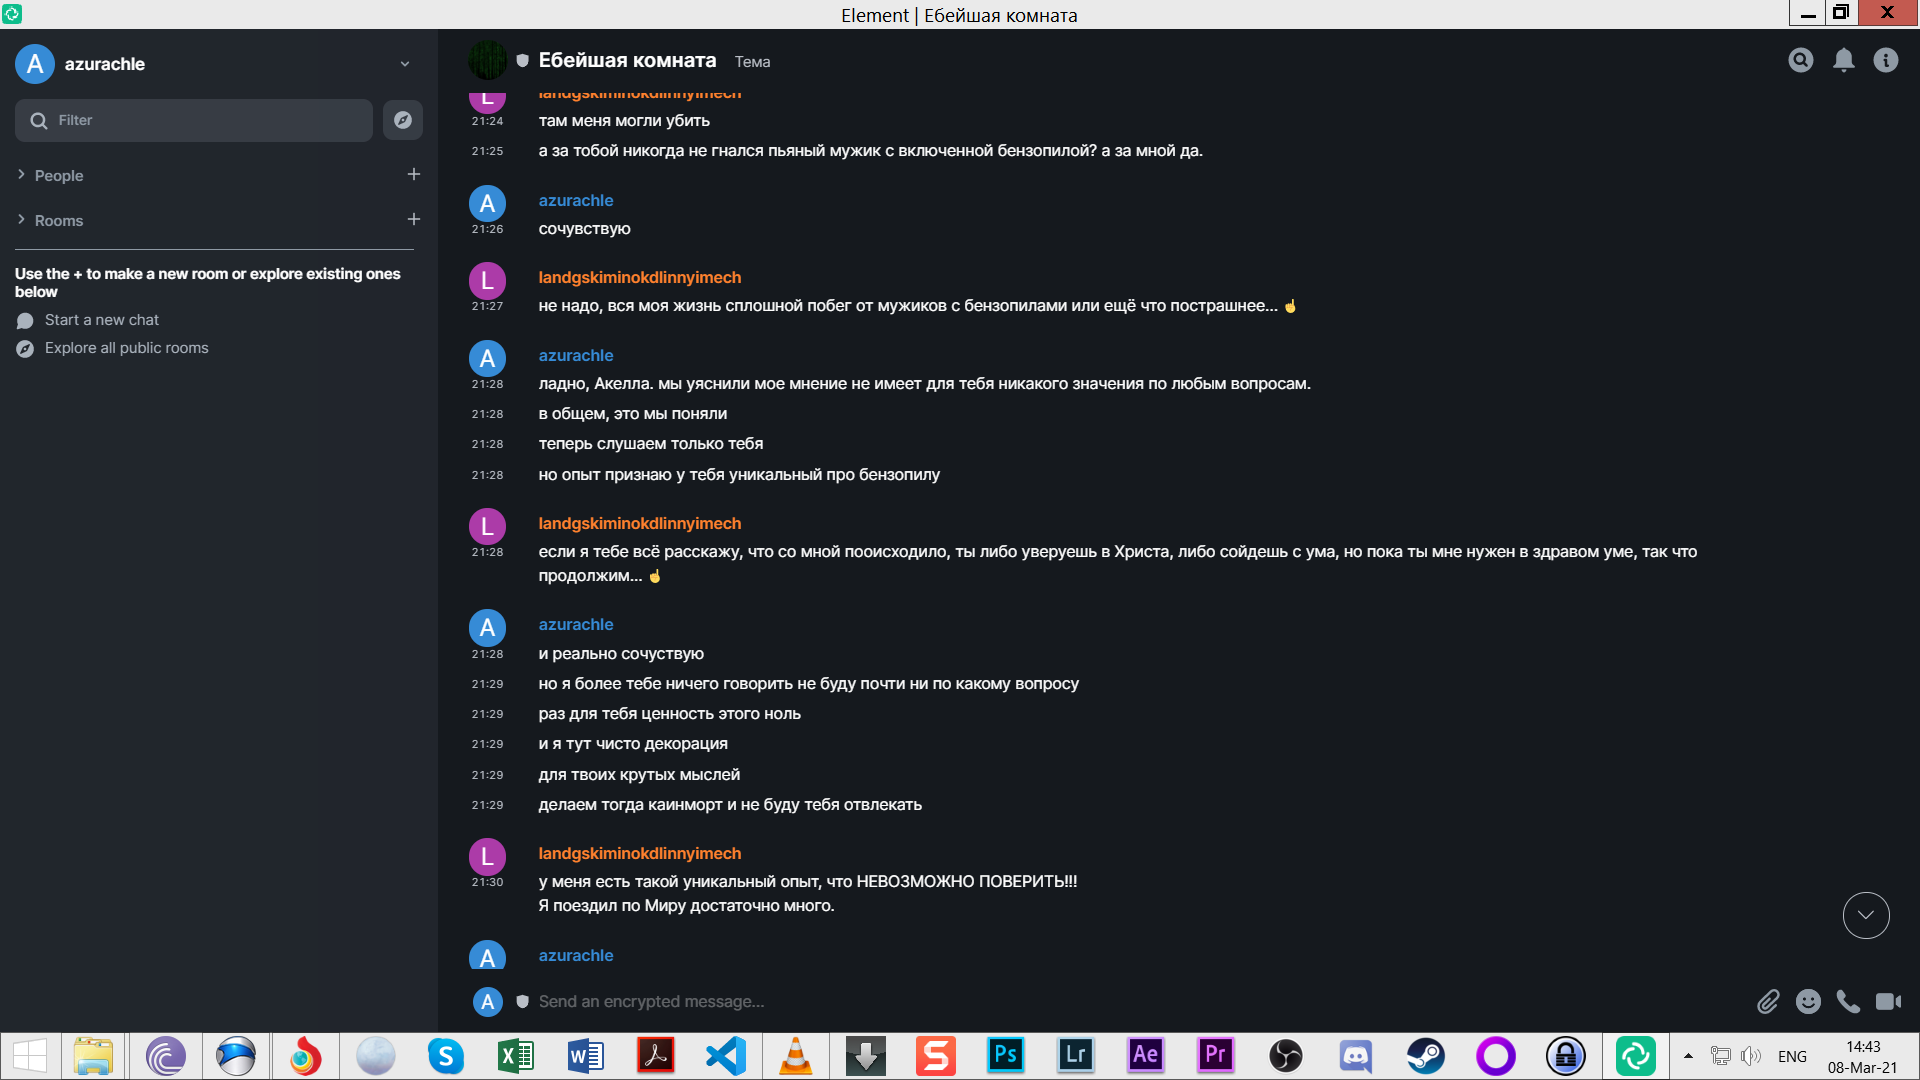 Element | Ебейшая комната
A azurachle
Filter
People
Rooms
Use the + to make a new room or explore existing ones
below
Start a new chat
Explore all public rooms
Ебейшая комната Тема
L landgskiminokdlinnyimech
21:24 там меня могли убить
21:25 а за тобой никогда не гнался пьяный мужик с включенной бензопилой? а за мной да.
A azurachle
21:26 сочувствую
L landgskiminokdlinnyimech
21:27 не надо, вся моя жизнь сплошной побег от мужиков с бензопилами или ещё что пострашнее... ☝
A azurachle
21:28 ладно, Акелла. мы уяснили мое мнение не имеет для тебя никакого значения по любым вопросам.
21:28 в общем, это мы поняли
21:28 теперь слушаем только тебя
21:28 но опыт признаю у тебя уникальный про бензопилу
L landgskiminokdlinnyimech
21:28 если я тебе всё расскажу, что со мной пооисходило, ты либо уверуешь в Христа, либо сойдешь с ума, но пока ты мне нужен в здравом уме, так что
продолжим... ☝
A azurachle
21:28 и реально сочуствую
21:29 но я более тебе ничего говорить не буду почти ни по какому вопросу
21:29 раз для тебя ценность этого ноль
21:29 и я тут чисто декорация
21:29 для твоих крутых мыслей
21:29 делаем тогда каинморт и не буду тебя отвлекать
L landgskiminokdlinnyimech
21:30 у меня есть такой уникальный опыт, что НЕВОЗМОЖНО ПОВЕРИТЬ!!!
Я поездил по Миру достаточно много.
A azurachle
A Send an encrypted message...
Ps Lr Ae Pr
ENG
14:43
08-Mar-21